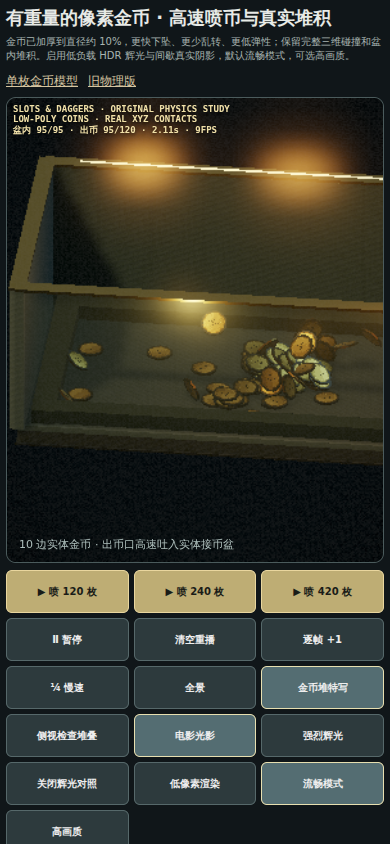 有重量的像素金币 · 高速喷币与真实堆积
金币已加厚到直径约 10%，更快下坠、更少乱转、更低弹性；保留完整三维碰撞和盆
内堆积。启用低负载 HDR 辉光与间歇真实阴影，默认流畅模式，可选高画质。
单枚金币模型 旧物理版
SLOTS & DAGGERS · ORIGINAL PHYSICS STUDY
LOW-POLY COINS · REAL XYZ CONTACTS
盆内 95/95 · 出币 95/120 · 2.11s · 9FPS
10 边实体金币 · 出币口高速吐入实体接币盆
▶ 喷 120 枚 ▶ 喷 240 枚 ▶ 喷 420 枚
Ⅱ 暂停 清空重播 逐帧 +1
¼ 慢速 全景 金币堆特写
侧视检查堆叠 电影光影 强烈辉光
关闭辉光对照 低像素渲染 流畅模式
高画质